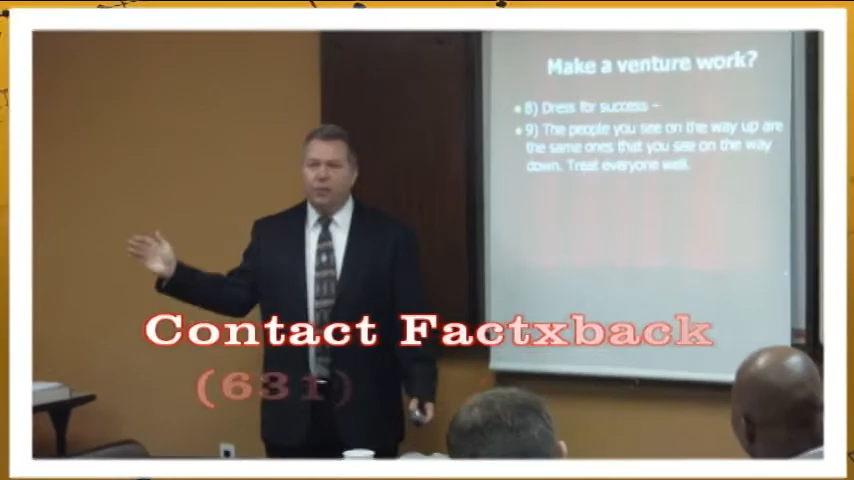 Make a venture work?
8) Dress for success –
9) The people you see on the way up are
the same ones that you see on the way
down. Treat everyone well.
Contact Factxback
(631)